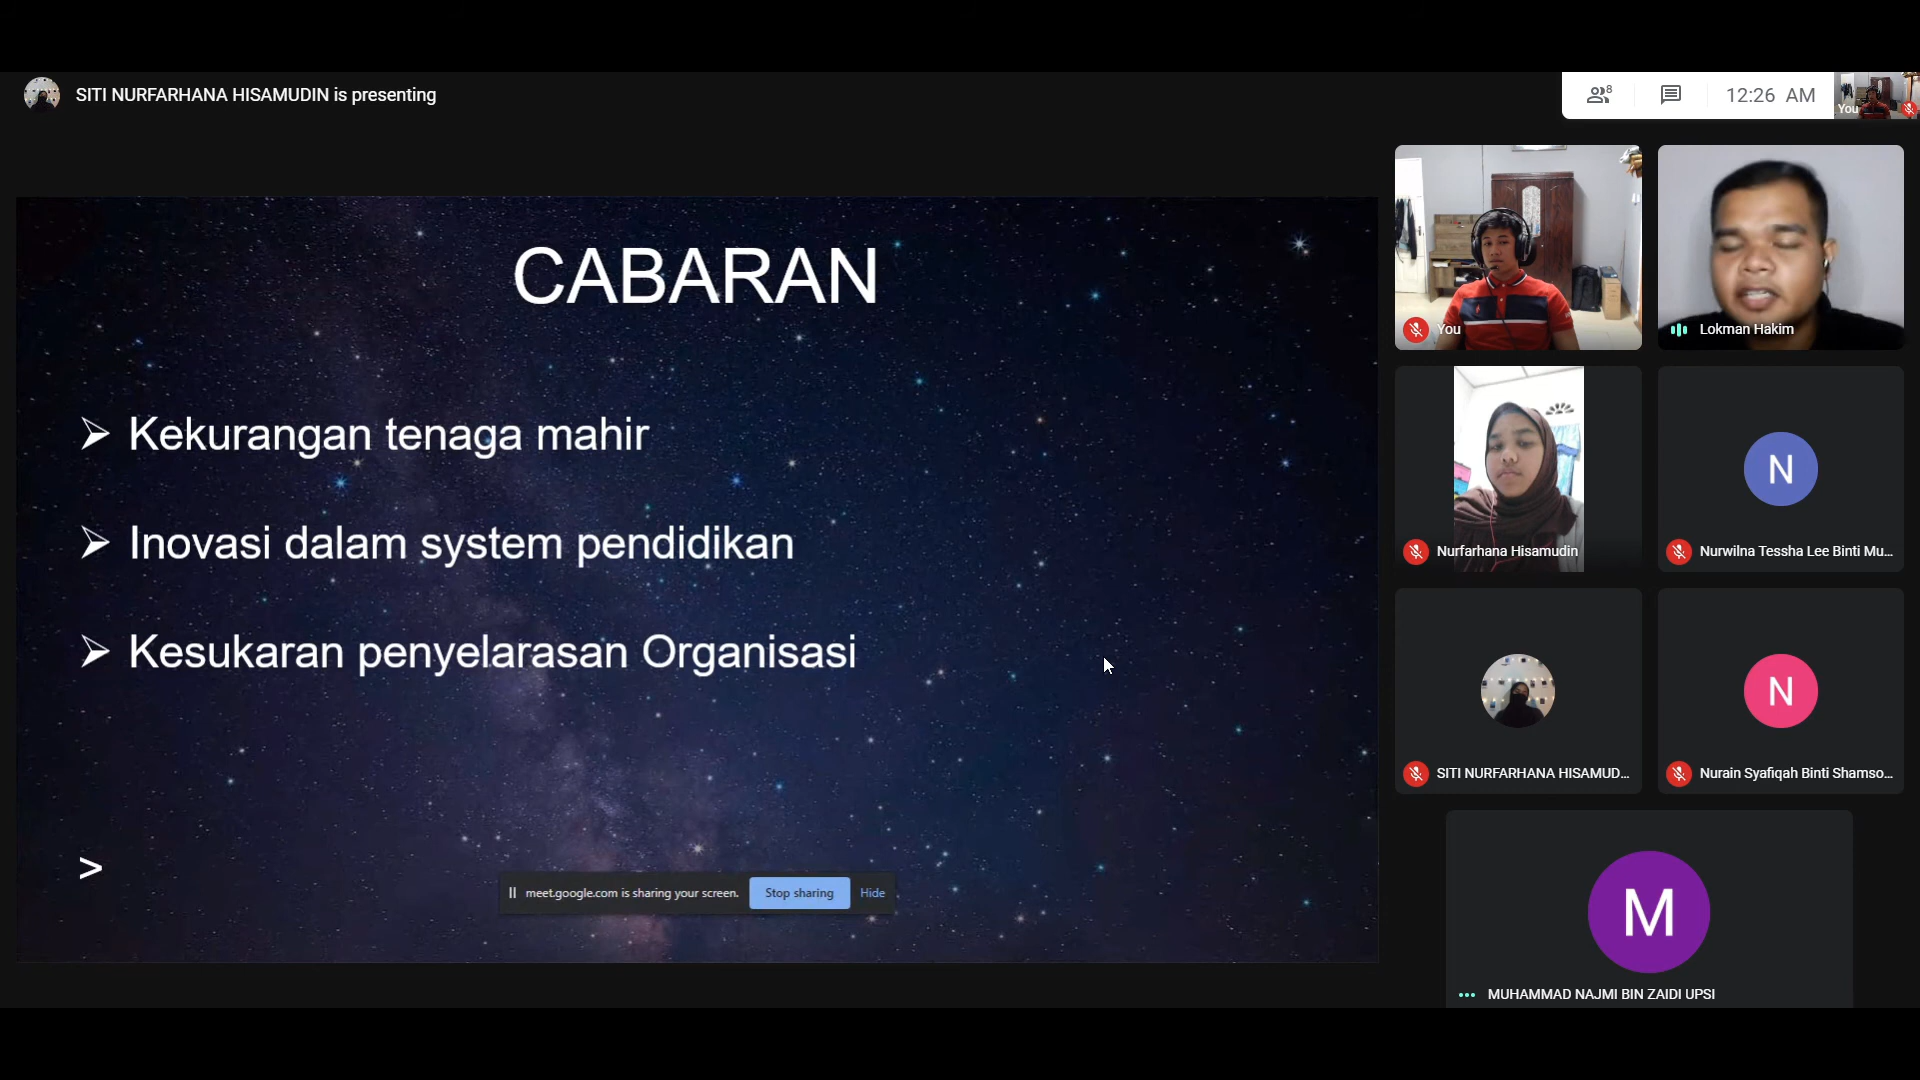 SITI NURFARHANA HISAMUDIN is presenting
8
12:26 AM
You
CABARAN
Kekurangan tenaga mahir
Inovasi dalam system pendidikan
Kesukaran penyelarasan Organisasi
>
meet.google.com is sharing your screen. Stop sharing Hide
You
Lokman Hakim
Nurfarhana Hisamudin
N
Nurwilna Tessha Lee Binti Mu...
SITI NURFARHANA HISAMUD...
N
Nurain Syafiqah Binti Shamso...
M
MUHAMMAD NAJMI BIN ZAIDI UPSI